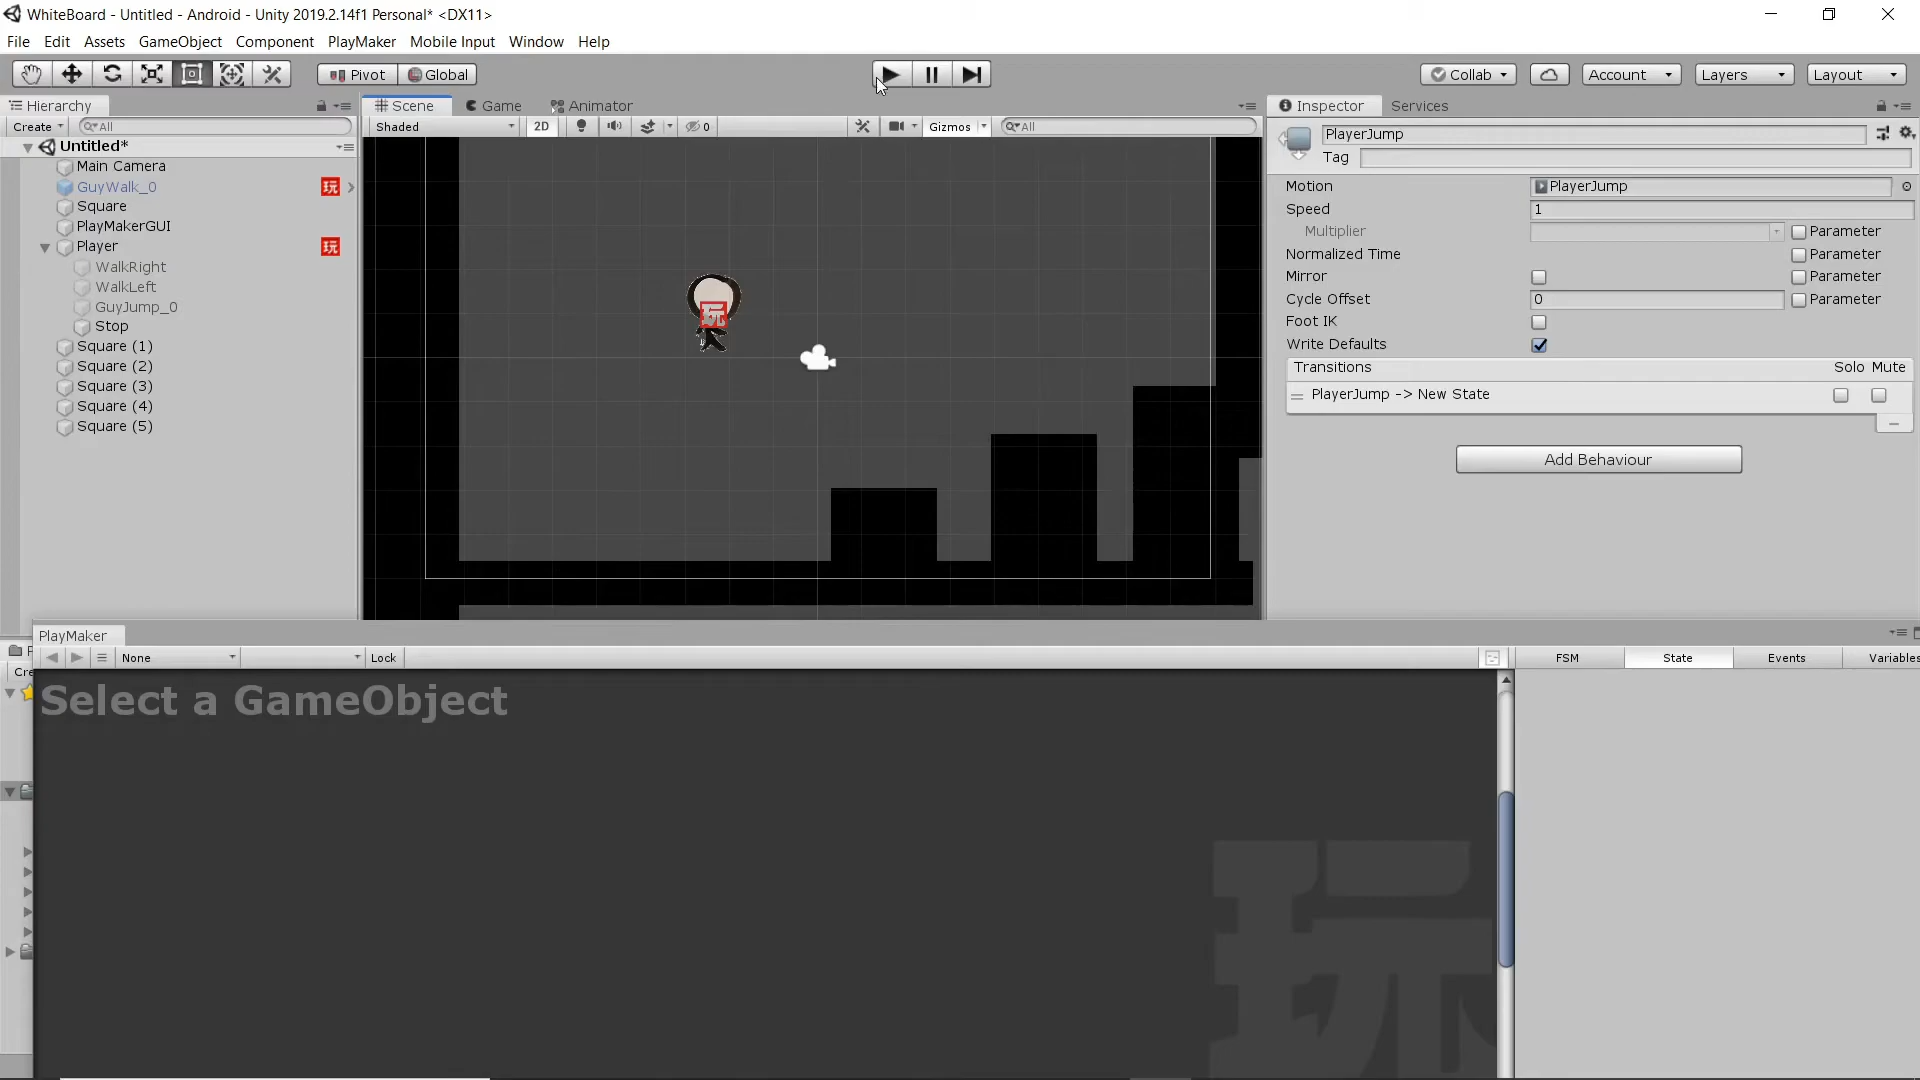 WhiteBoard - Untitled - Android - Unity 2019.2.14f1 Personal* <DX11>
File Edit Assets GameObject Component PlayMaker Mobile Input Window Help
Pivot Global Collab Account Layers Layout
Hierarchy Scene Game Animator Inspector Services
Create All Shaded 2D 0 Gizmos All
Untitled*
Main Camera
GuyWalk_0 玩
Square
PlayMakerGUI
Player 玩
WalkRight
WalkLeft
GuyJump_0
Stop
Square (1)
Square (2)
Square (3)
Square (4)
Square (5)
玩
PlayerJump
Tag
Motion PlayerJump
Speed 1
Multiplier Parameter
Normalized Time Parameter
Mirror Parameter
Cycle Offset 0 Parameter
Foot IK
Write Defaults
Transitions Solo Mute
PlayerJump -> New State
Add Behaviour
PlayMaker
None Lock FSM State Events Variables
Select a GameObject
玩